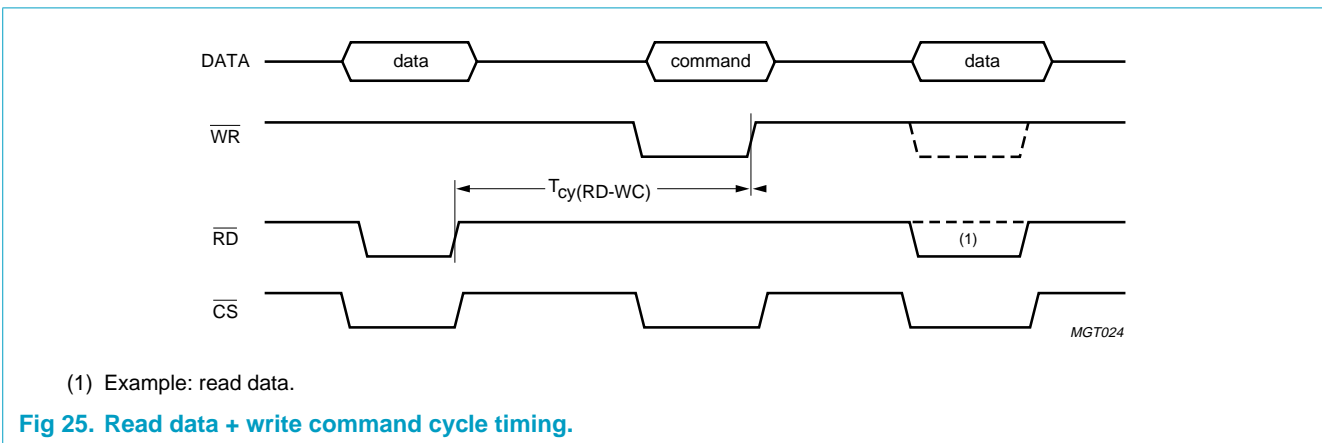 DATA data command data
WR
Tcy(RD-WC)
RD (1)
CS
MGT024
(1) Example: read data.
Fig 25. Read data + write command cycle timing.